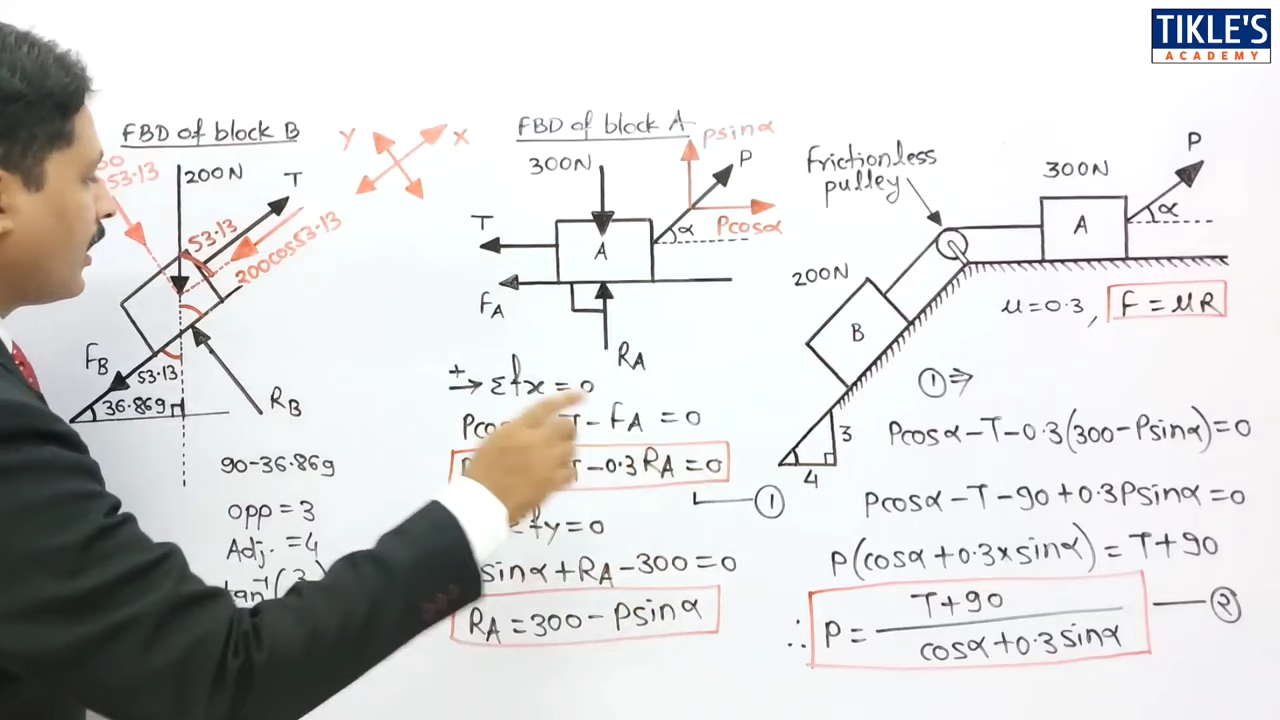 TIKLE'S
ACADEMY
FBD of block B
53.13
200N
T
Y
X
53.13
200cos53.13
FB
53.13
36.869
RB
90-36.869
opp = 3
Adj. = 4
FBD of block A
Psinα
300N
P
T
A
α
Pcosα
FA
RA
+→ Σfx = 0
T - FA = 0
T - 0.3RA = 0
①
fy = 0
sinα + RA - 300 = 0
RA = 300 - Psinα
Frictionless
pulley
300N
P
A
α
200N
B
μ = 0.3, F = μR
3
4
① ⇒
Pcosα - T - 0.3(300 - Psinα) = 0
Pcosα - T - 90 + 0.3Psinα = 0
P(cosα + 0.3×sinα) = T + 90
∴ P = T + 90
cosα + 0.3sinα
②